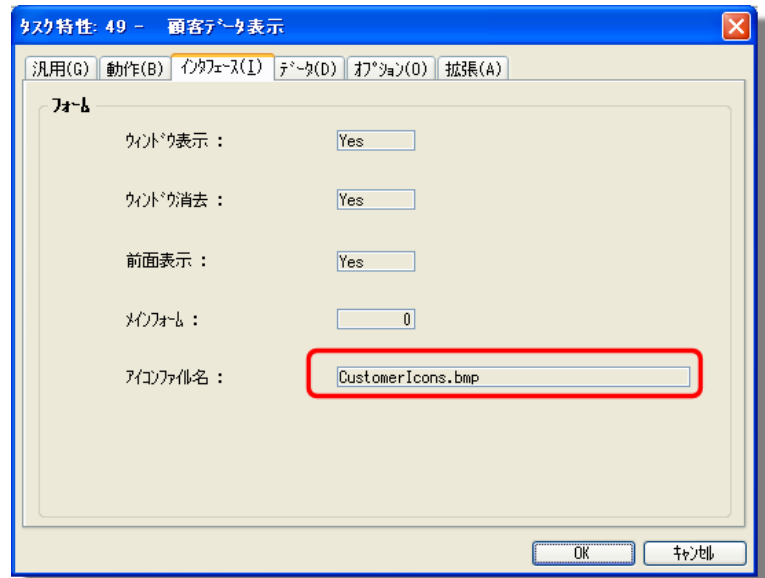 タスク特性: 49 - 顧客データ表示
汎用(G) 動作(B) インタフェース(I) データ(D) オプション(O) 拡張(A)
フォーム
ウィンドウ表示 : Yes
ウィンドウ消去 : Yes
前面表示 : Yes
メインフォーム : 0
アイコンファイル名 : CustomerIcons.bmp
OK キャンセル